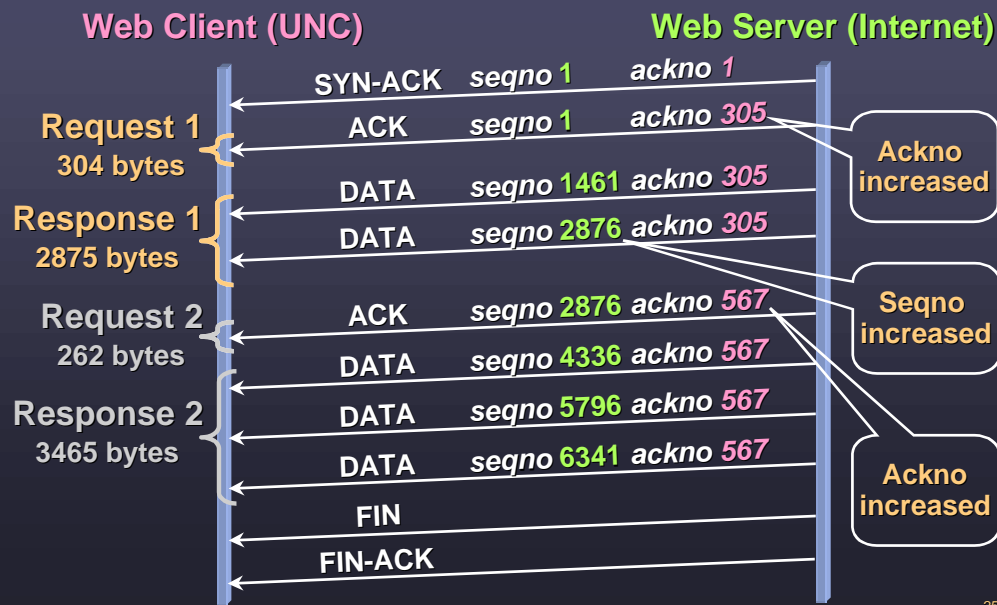 Web Client (UNC)
Web Server (Internet)
SYN-ACK seqno 1 ackno 1
Request 1
304 bytes
ACK seqno 1 ackno 305
Ackno
increased
DATA seqno 1461 ackno 305
Response 1
2875 bytes
DATA seqno 2876 ackno 305
Seqno
increased
Request 2
262 bytes
ACK seqno 2876 ackno 567
DATA seqno 4336 ackno 567
Response 2
3465 bytes
DATA seqno 5796 ackno 567
DATA seqno 6341 ackno 567
Ackno
increased
FIN
FIN-ACK